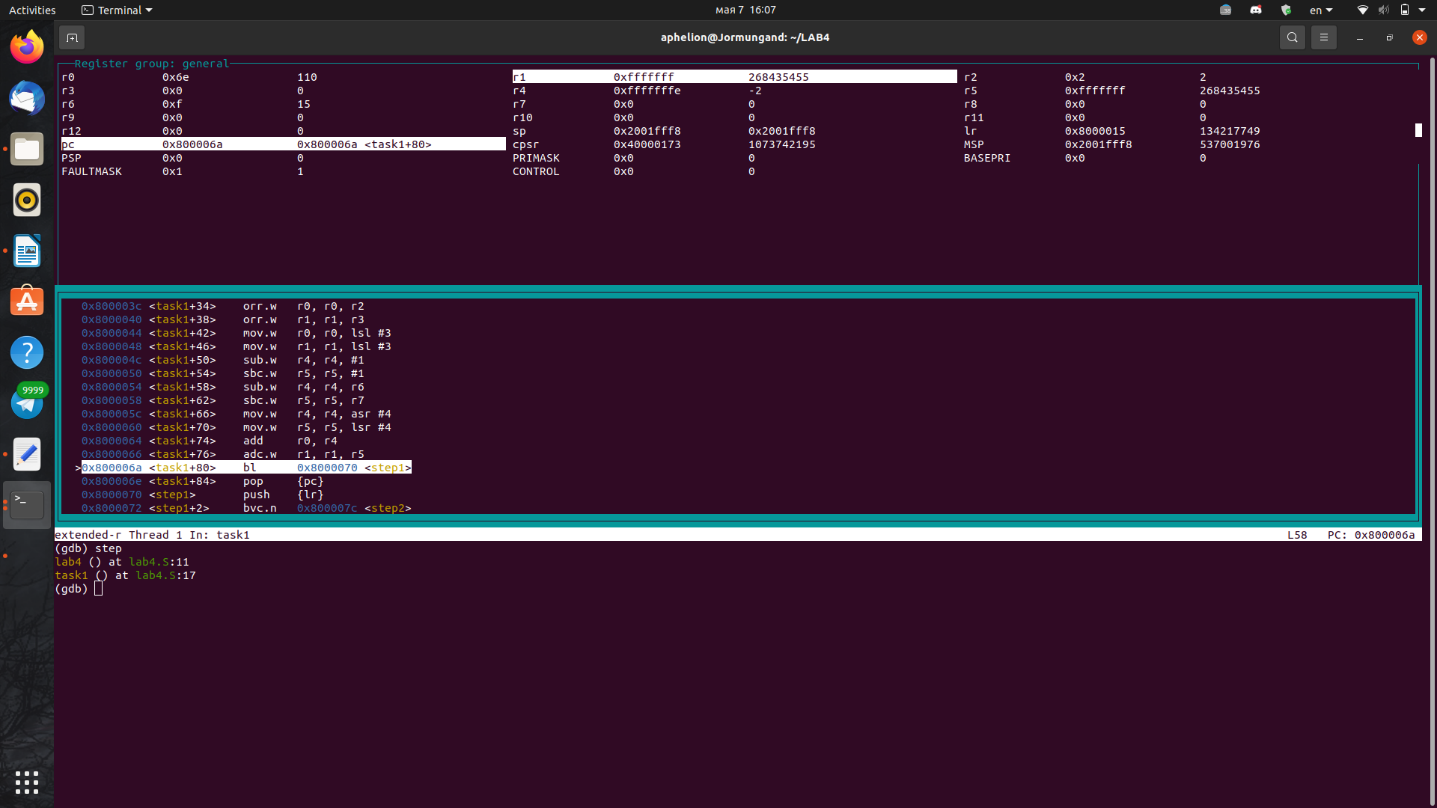 Activities Terminal мая 7 16:07 en
aphelion@Jormungand: ~/LAB4
Register group: general
r0 0x6e 110 r1 0xfffffff 268435455 r2 0x2 2
r3 0x0 0 r4 0xfffffffe -2 r5 0xfffffff 268435455
r6 0xf 15 r7 0x0 0 r8 0x0 0
r9 0x0 0 r10 0x0 0 r11 0x0 0
r12 0x0 0 sp 0x2001fff8 0x2001fff8 lr 0x8000015 134217749
pc 0x800006a 0x800006a <task1+80> cpsr 0x40000173 1073742195 MSP 0x2001fff8 537001976
PSP 0x0 0 PRIMASK 0x0 0 BASEPRI 0x0 0
FAULTMASK 0x1 1 CONTROL 0x0 0
0x800003c <task1+34> orr.w r0, r0, r2
0x8000040 <task1+38> orr.w r1, r1, r3
0x8000044 <task1+42> mov.w r0, r0, lsl #3
0x8000048 <task1+46> mov.w r1, r1, lsl #3
0x800004c <task1+50> sub.w r4, r4, #1
0x8000050 <task1+54> sbc.w r5, r5, #1
0x8000054 <task1+58> sub.w r4, r4, r6
0x8000058 <task1+62> sbc.w r5, r5, r7
0x800005c <task1+66> mov.w r4, r4, asr #4
0x8000060 <task1+70> mov.w r5, r5, lsr #4
0x8000064 <task1+74> add r0, r4
0x8000066 <task1+76> adc.w r1, r1, r5
>0x800006a <task1+80> bl 0x8000070 <step1>
0x800006e <task1+84> pop {pc}
0x8000070 <step1> push {lr}
0x8000072 <step1+2> bvc.n 0x800007c <step2>
extended-r Thread 1 In: task1 L58 PC: 0x800006a
(gdb) step
lab4 () at lab4.S:11
task1 () at lab4.S:17
(gdb)
9999